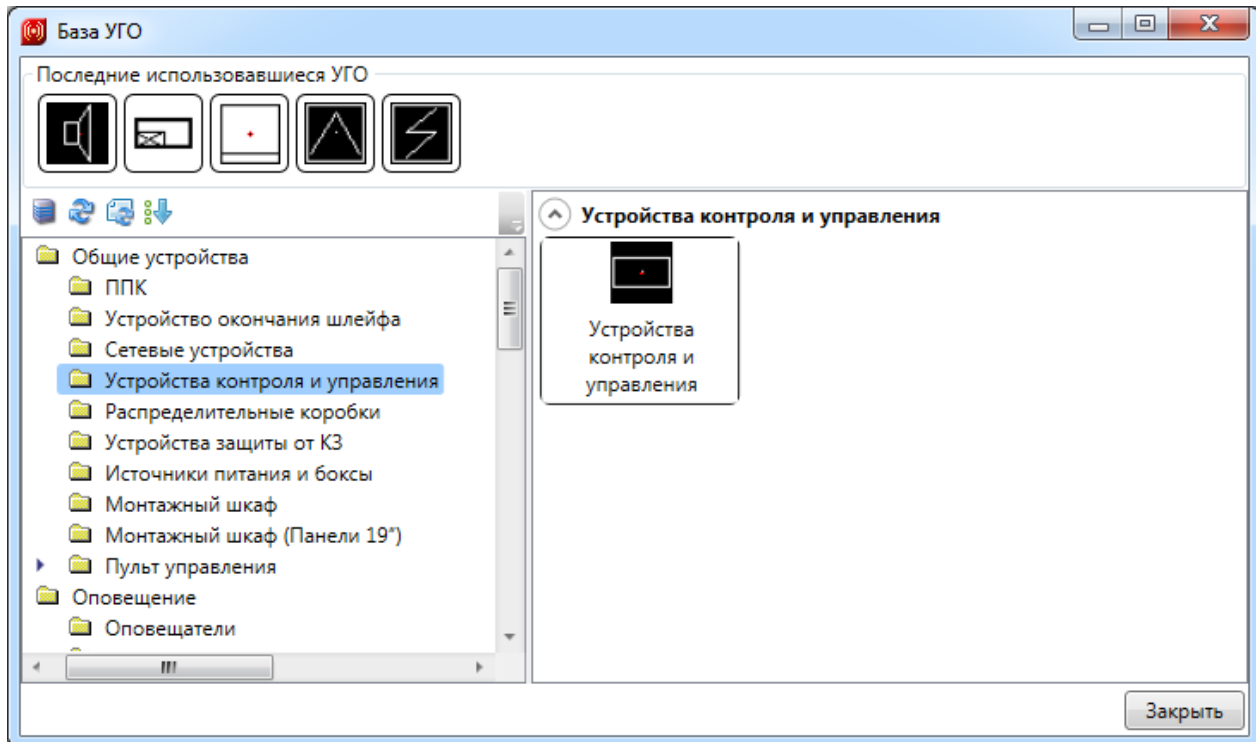 База УГО
Последние использовавшиеся УГО
Общие устройства
ППК
Устройство окончания шлейфа
Сетевые устройства
Устройства контроля и управления
Распределительные коробки
Устройства защиты от КЗ
Источники питания и боксы
Монтажный шкаф
Монтажный шкаф (Панели 19")
Пульт управления
Оповещение
Оповещатели
Устройства контроля и управления
Устройства
контроля и
управления
Закрыть